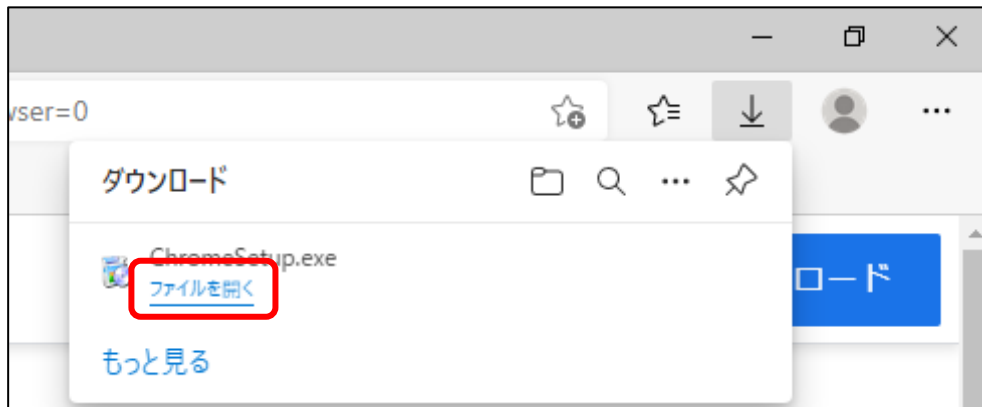 wser=0
ダウンロード
ChromeSetup.exe
ファイルを開く
ロード
もっと見る